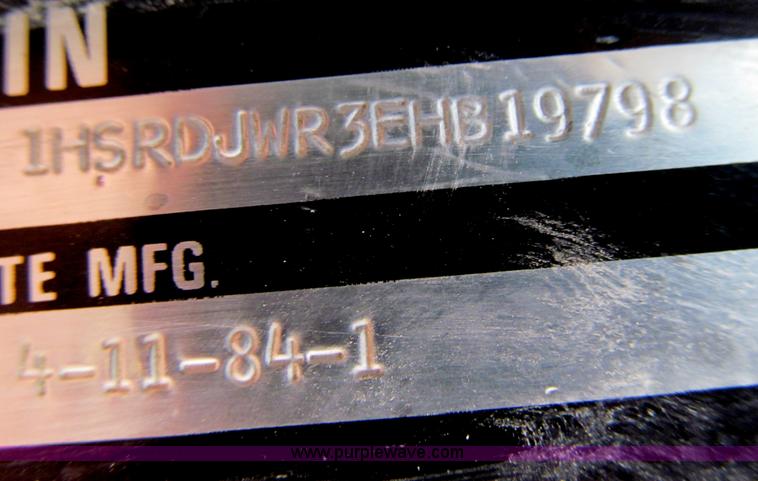 IN
1HSRDJWR3EHB19798
TE MFG.
4-11-84-1
www.purplewave.com